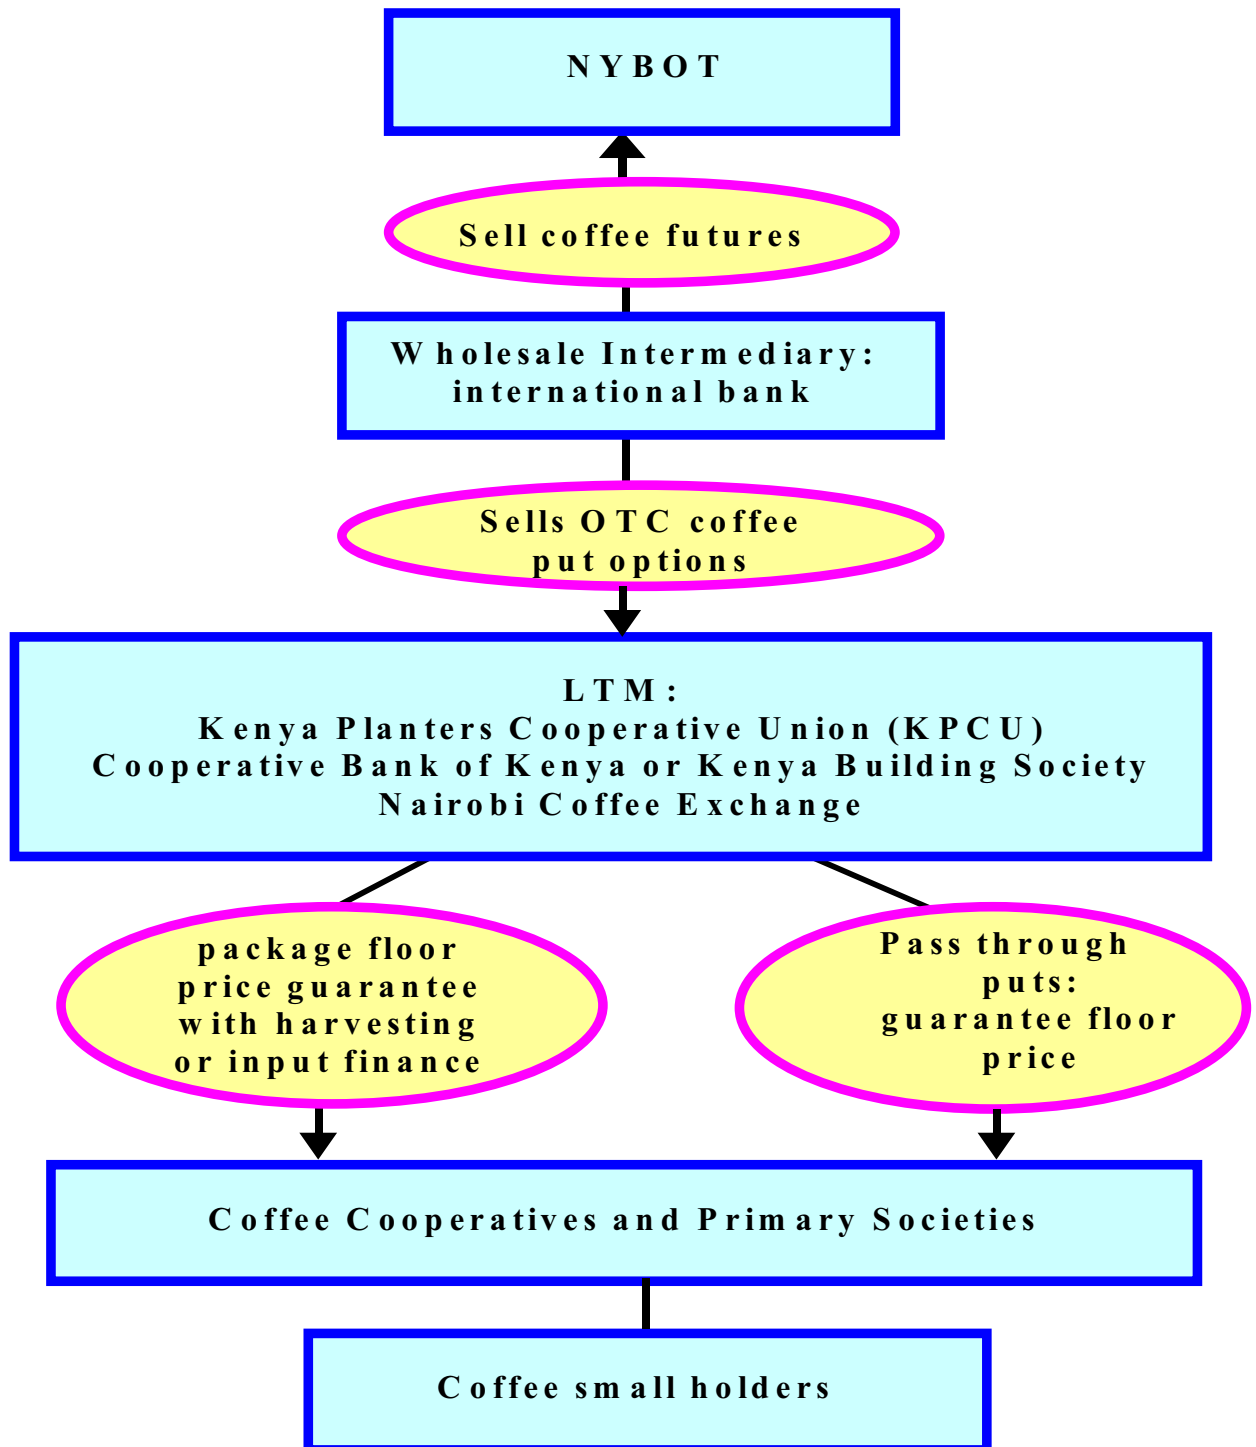 NYBOT
Sell coffee futures
Wholesale Intermediary:
international bank
Sells OTC coffee
put options
LTM:
Kenya Planters Cooperative Union (KPCU)
Cooperative Bank of Kenya or Kenya Building Society
Nairobi Coffee Exchange
package floor
price guarantee
with harvesting
or input finance
Pass through
puts:
guarantee floor
price
Coffee Cooperatives and Primary Societies
Coffee small holders